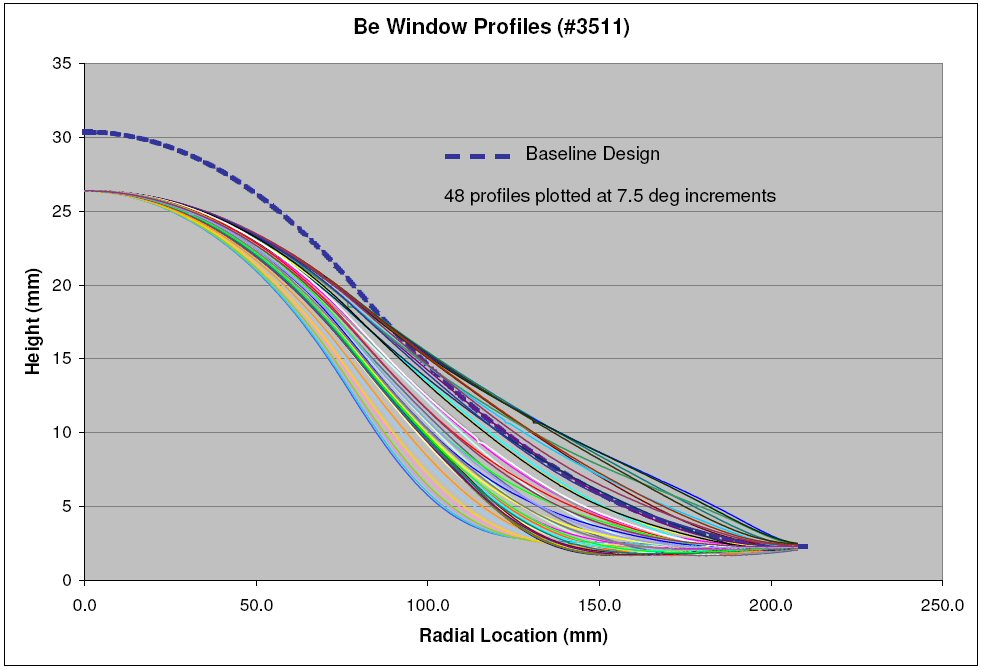 Be Window Profiles (#3511)
35
30
25
20
15
10
5
0
Height (mm)
Baseline Design
48 profiles plotted at 7.5 deg increments
0.0 50.0 100.0 150.0 200.0 250.0
Radial Location (mm)